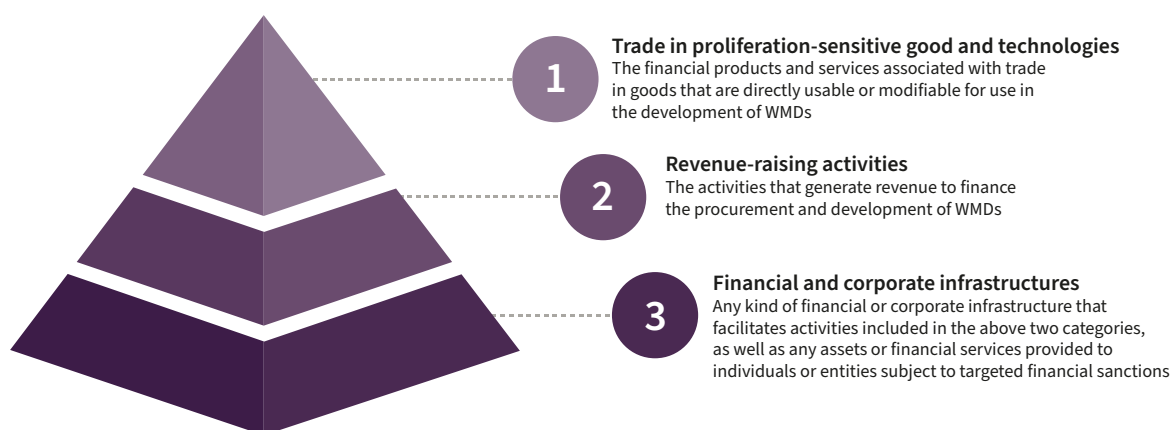 1
Trade in proliferation-sensitive good and technologies
The financial products and services associated with trade
in goods that are directly usable or modifiable for use in
the development of WMDs
2
Revenue-raising activities
The activities that generate revenue to finance
the procurement and development of WMDs
3
Financial and corporate infrastructures
Any kind of financial or corporate infrastructure that
facilitates activities included in the above two categories,
as well as any assets or financial services provided to
individuals or entities subject to targeted financial sanctions